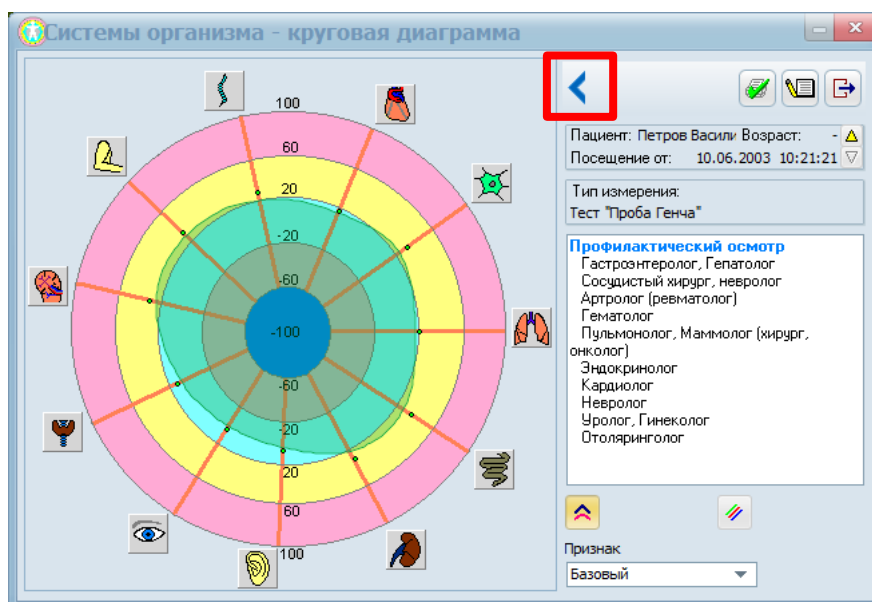 Системы организма - круговая диаграмма
100
60
20
-20
-60
-100
-60
-20
20
60
100
Пациент: Петров Васили Возраст: -
Посещение от: 10.06.2003 10:21:21
Тип измерения:
Тест "Проба Генча"
Профилактический осмотр
Гастроэнтеролог, Гепатолог
Сосудистый хирург, невролог
Артролог (ревматолог)
Гематолог
Пульмонолог, Маммолог (хирург,
онколог)
Эндокринолог
Кардиолог
Невролог
Уролог, Гинеколог
Отоляринголог
Признак
Базовый